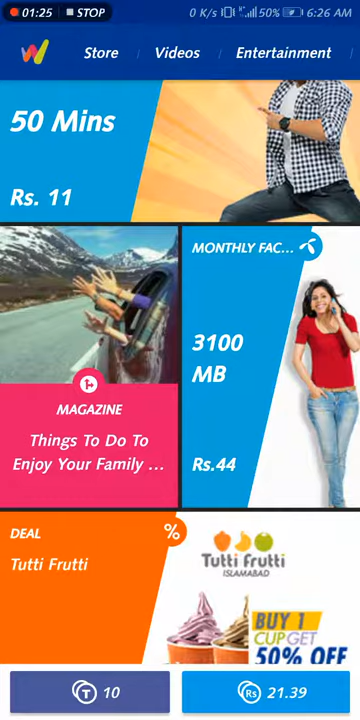 01:25 STOP 0 K/s 50% 6:26 AM
Store Videos Entertainment
50 Mins
Rs. 11
MONTHLY FAC...
3100
MB
Rs.44
MAGAZINE
Things To Do To
Enjoy Your Family ...
DEAL %
Tutti Frutti
Tutti frutti
ISLAMABAD
BUY 1
CUP GET
50% OFF
T 10
Rs 21.39